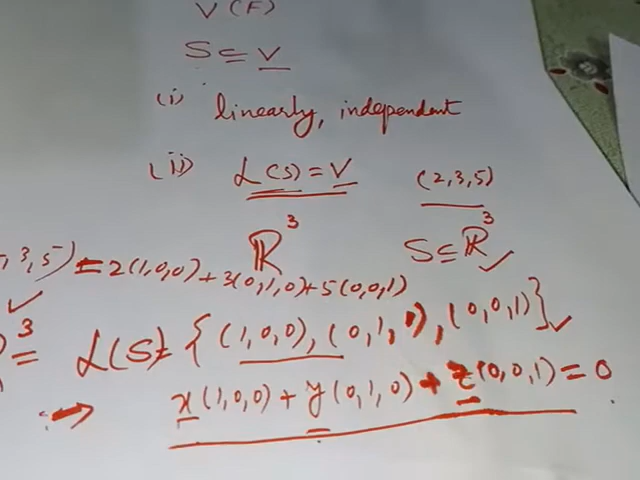 V(F)
S ⊆ V
(i) linearly, independent
(ii) L(S) = V (2,3,5)
ℝ³ S ⊆ ℝ³ ✓
, 3, 5) = 2(1,0,0) + 3(0,1,0) + 5(0,0,1)
✓
3 = L(S) = { (1,0,0), (0,1,0), (0,0,1) } ✓
⇒ x(1,0,0) + y(0,1,0) + z(0,0,1) = 0